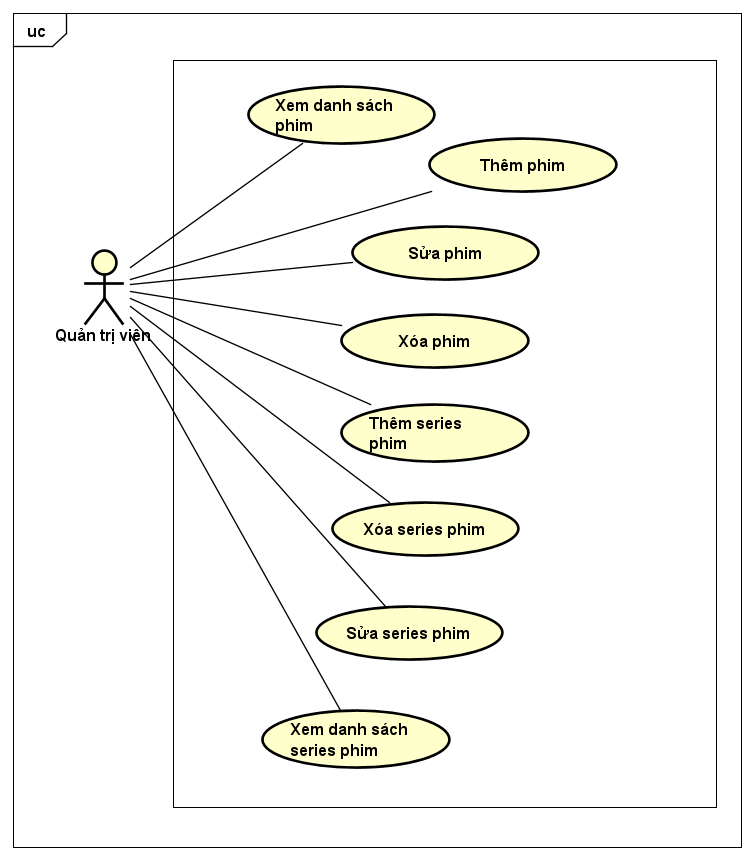 uc
Xem danh sách
phim
Thêm phim
Sửa phim
Quản trị viên
Xóa phim
Thêm series
phim
Xóa series phim
Sửa series phim
Xem danh sách
series phim